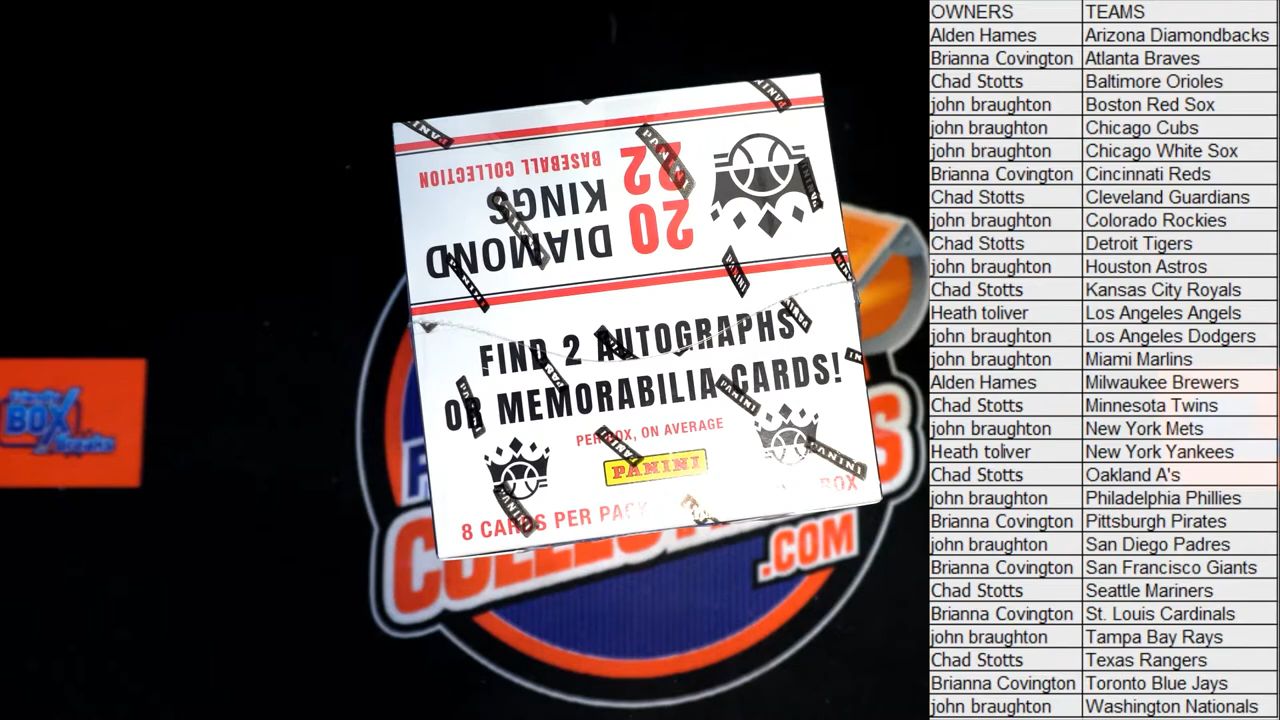 BASEBALL COLLECTION
20
22
DIAMOND
KINGS
FIND 2 AUTOGRAPHS
OR MEMORABILIA CARDS!
PER BOX, ON AVERAGE
PANINI
8 CARDS PER PACK
BOX
BOX
Breaks
COLLECT
.COM
OWNERS TEAMS
Alden Hames Arizona Diamondbacks
Brianna Covington Atlanta Braves
Chad Stotts Baltimore Orioles
john braughton Boston Red Sox
john braughton Chicago Cubs
john braughton Chicago White Sox
Brianna Covington Cincinnati Reds
Chad Stotts Cleveland Guardians
john braughton Colorado Rockies
Chad Stotts Detroit Tigers
john braughton Houston Astros
Chad Stotts Kansas City Royals
Heath toliver Los Angeles Angels
john braughton Los Angeles Dodgers
john braughton Miami Marlins
Alden Hames Milwaukee Brewers
Chad Stotts Minnesota Twins
john braughton New York Mets
Heath toliver New York Yankees
Chad Stotts Oakland A's
john braughton Philadelphia Phillies
Brianna Covington Pittsburgh Pirates
john braughton San Diego Padres
Brianna Covington San Francisco Giants
Chad Stotts Seattle Mariners
Brianna Covington St. Louis Cardinals
john braughton Tampa Bay Rays
Chad Stotts Texas Rangers
Brianna Covington Toronto Blue Jays
john braughton Washington Nationals